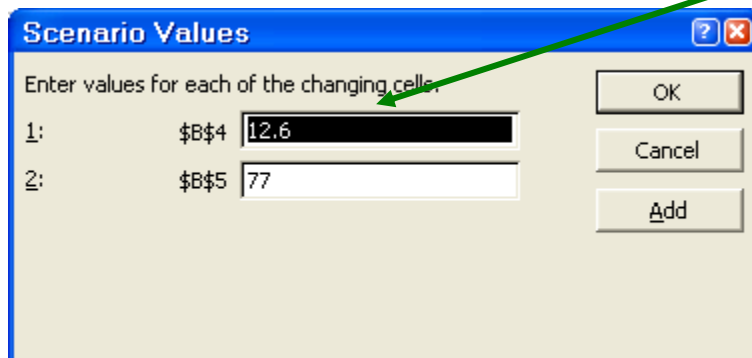 Scenario Values
Enter values for each of the changing cells.
1: $B$4 12.6
2: $B$5 77
OK
Cancel
Add